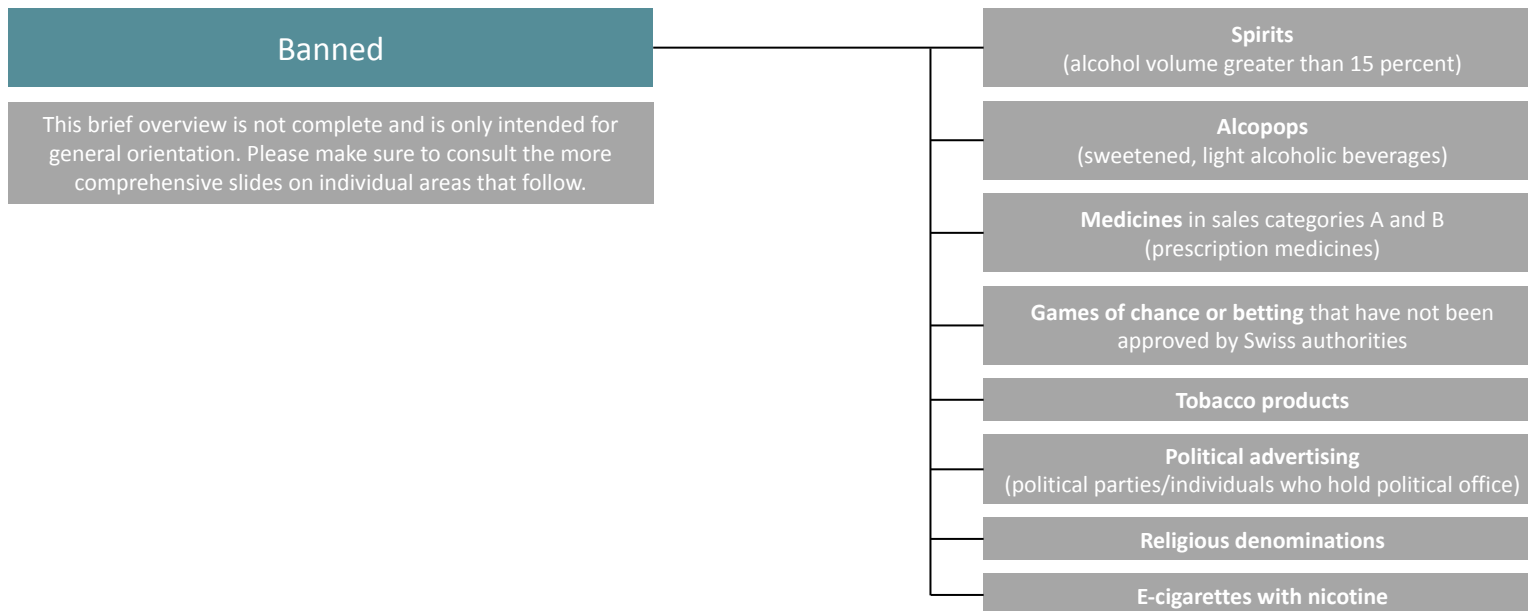 Banned
This brief overview is not complete and is only intended for
general orientation. Please make sure to consult the more
comprehensive slides on individual areas that follow.
Spirits
(alcohol volume greater than 15 percent)
Alcopops
(sweetened, light alcoholic beverages)
Medicines in sales categories A and B
(prescription medicines)
Games of chance or betting that have not been
approved by Swiss authorities
Tobacco products
Political advertising
(political parties/individuals who hold political office)
Religious denominations
E-cigarettes with nicotine